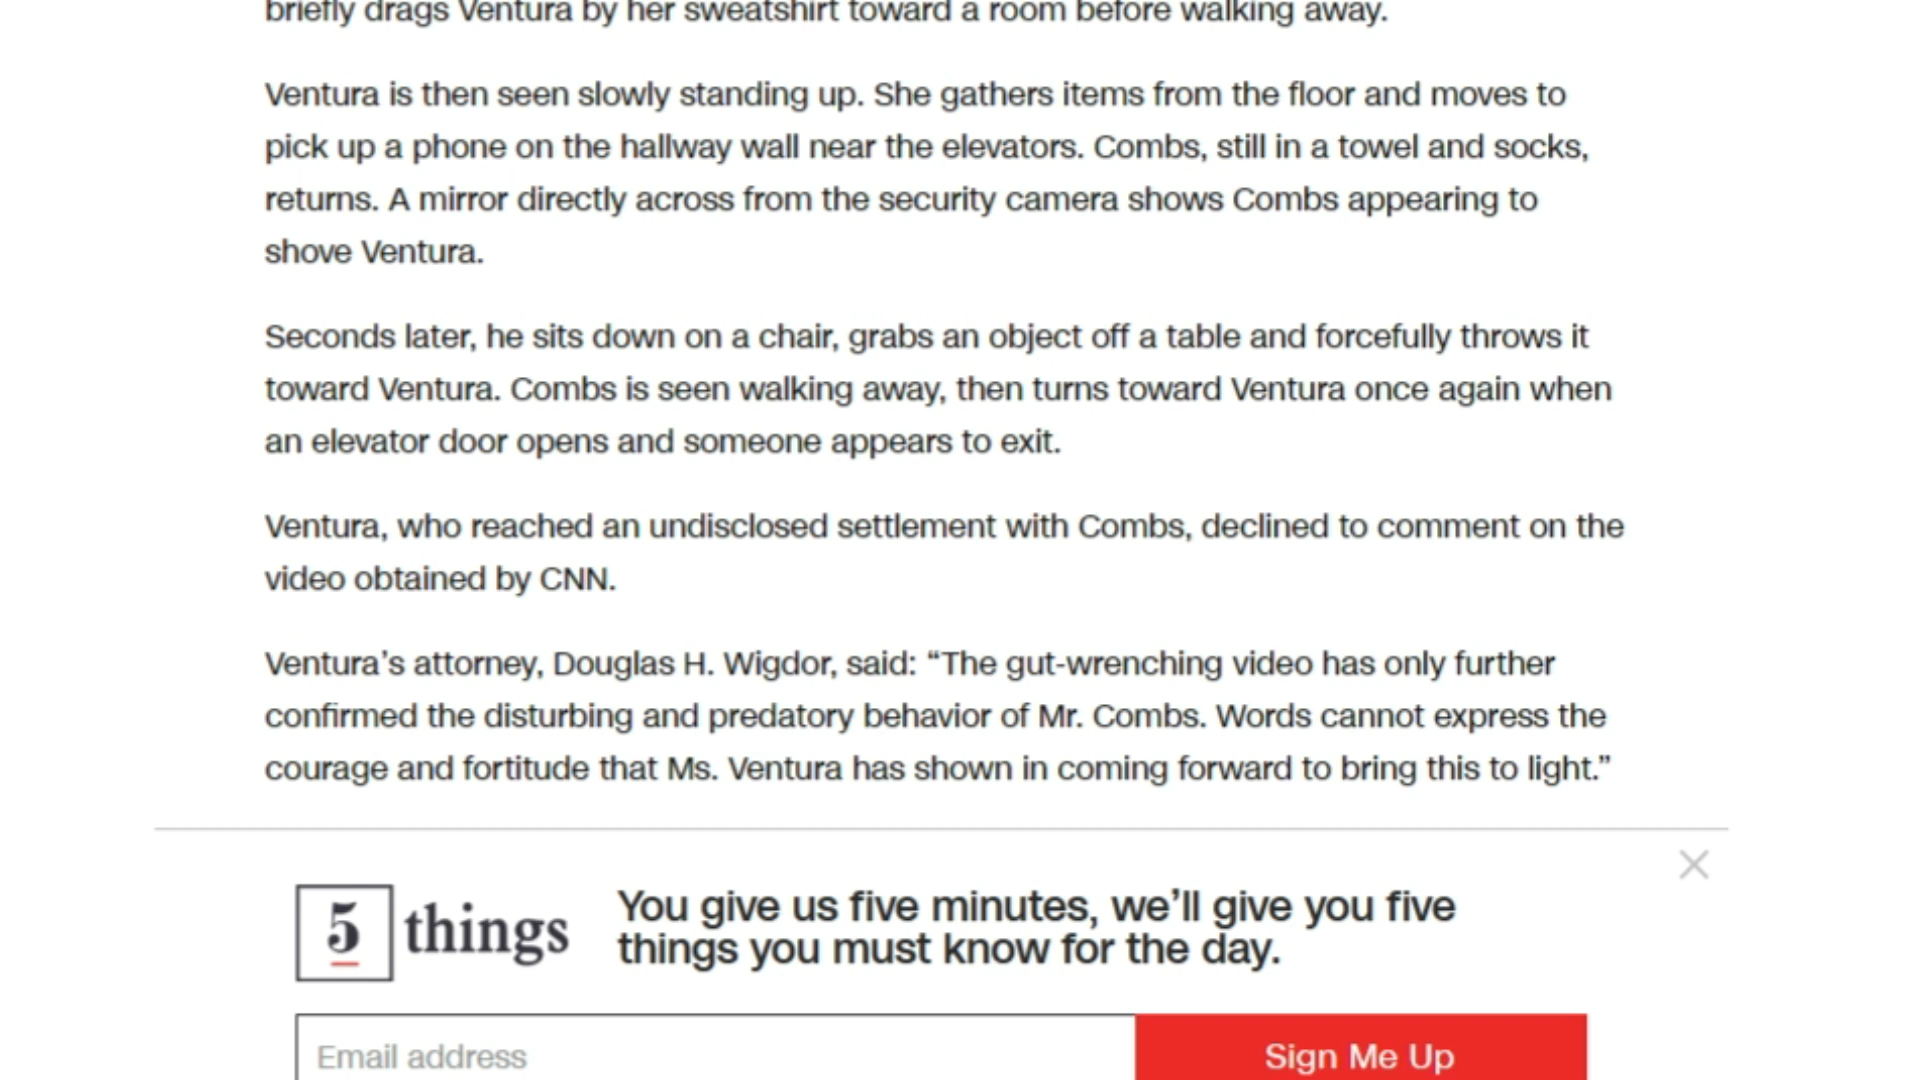 briefly drags Ventura by her sweatshirt toward a room before walking away.
Ventura is then seen slowly standing up. She gathers items from the floor and moves to
pick up a phone on the hallway wall near the elevators. Combs, still in a towel and socks,
returns. A mirror directly across from the security camera shows Combs appearing to
shove Ventura.
Seconds later, he sits down on a chair, grabs an object off a table and forcefully throws it
toward Ventura. Combs is seen walking away, then turns toward Ventura once again when
an elevator door opens and someone appears to exit.
Ventura, who reached an undisclosed settlement with Combs, declined to comment on the
video obtained by CNN.
Ventura’s attorney, Douglas H. Wigdor, said: “The gut-wrenching video has only further
confirmed the disturbing and predatory behavior of Mr. Combs. Words cannot express the
courage and fortitude that Ms. Ventura has shown in coming forward to bring this to light.”
5 things
You give us five minutes, we’ll give you five
things you must know for the day.
Email address
Sign Me Up